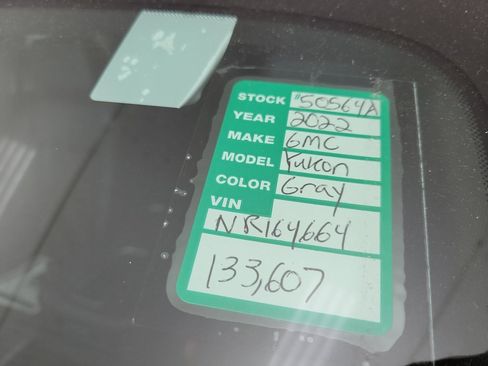 STOCK "50564A
YEAR 2022
MAKE GMC
MODEL Yukon
COLOR Gray
VIN
NR164664
133,607